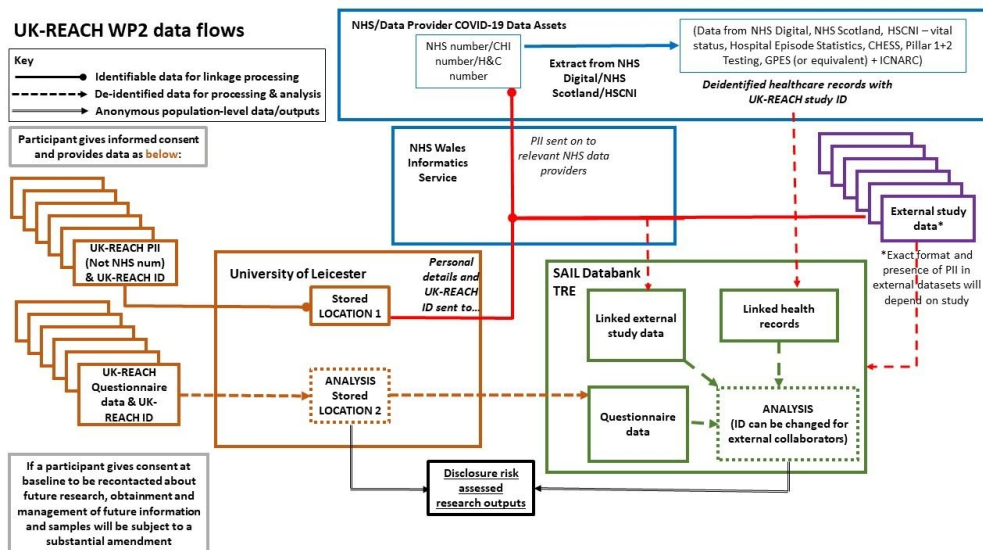 UK-REACH WP2 data flows
Key
Identifiable data for linkage processing
De-identified data for processing & analysis
Anonymous population-level data/outputs
Participant gives informed consent
and provides data as below:
NHS/Data Provider COVID-19 Data Assets
NHS number/CHI
number/H&C
number
Extract from NHS
Digital/NHS
Scotland/HSCNI
(Data from NHS Digital, NHS Scotland, HSCNI – vital
status, Hospital Episode Statistics, CHESS, Pillar 1+2
Testing, GPES (or equivalent) + ICNARC)
Deidentified healthcare records with
UK-REACH study ID
NHS Wales
Informatics
Service
PII sent on to
relevant NHS data
providers
External study
data*
*Exact format and
presence of PII in
external datasets will
depend on study
UK-REACH PII
(Not NHS num)
& UK-REACH ID
University of Leicester
Personal
details and
UK-REACH
ID sent to...
Stored
LOCATION 1
SAIL Databank
TRE
Linked external
study data
Linked health
records
UK-REACH
Questionnaire
data & UK-
REACH ID
ANALYSIS
Stored
LOCATION 2
Questionnaire
data
ANALYSIS
(ID can be changed for
external collaborators)
If a participant gives consent at
baseline to be recontacted about
future research, obtainment and
management of future information
and samples will be subject to a
substantial amendment
Disclosure risk
assessed
research outputs